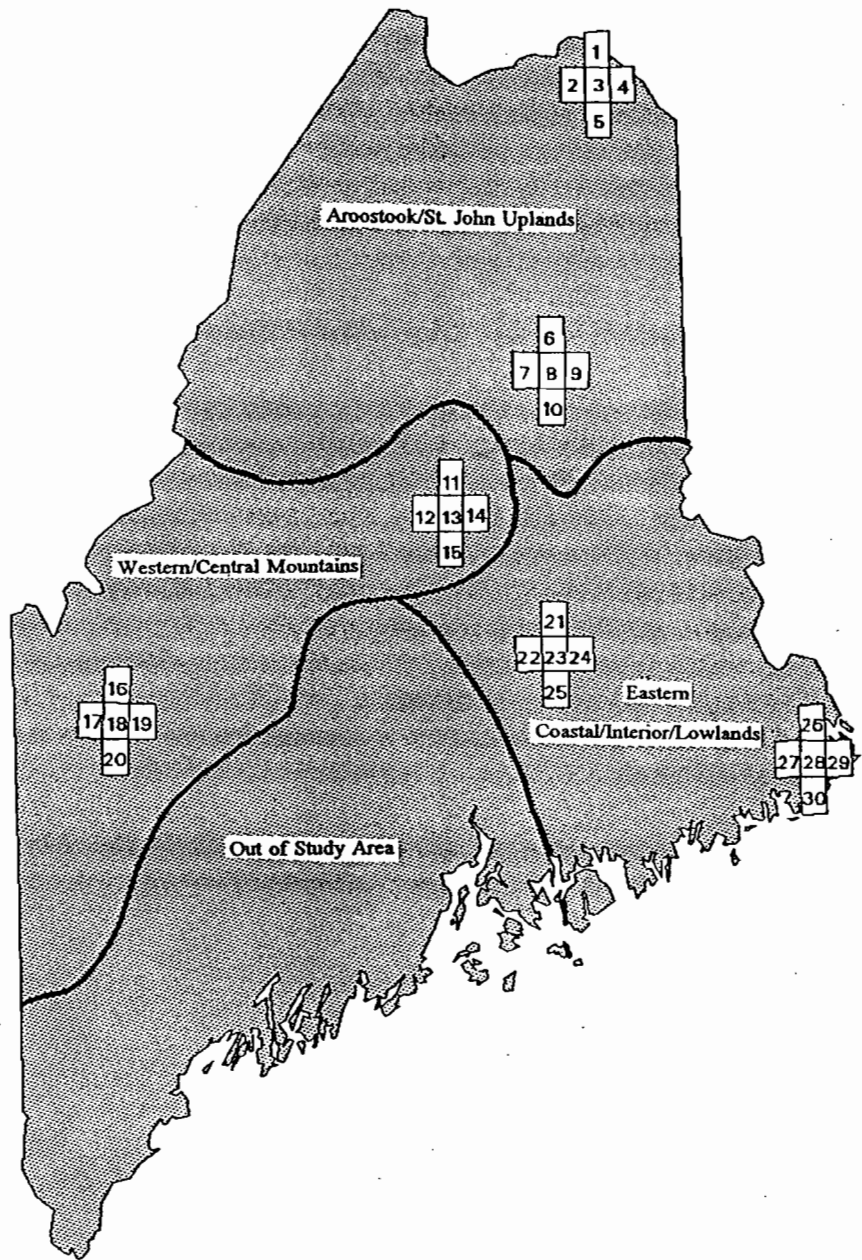 1
2 3 4
5
Aroostook/St. John Uplands
6
7 8 9
10
11
12 13 14
15
Western/Central Mountains
21
22 23 24
25
16
17 18 19
20
Eastern
Coastal/Interior/Lowlands
26
27 28 29
30
Out of Study Area